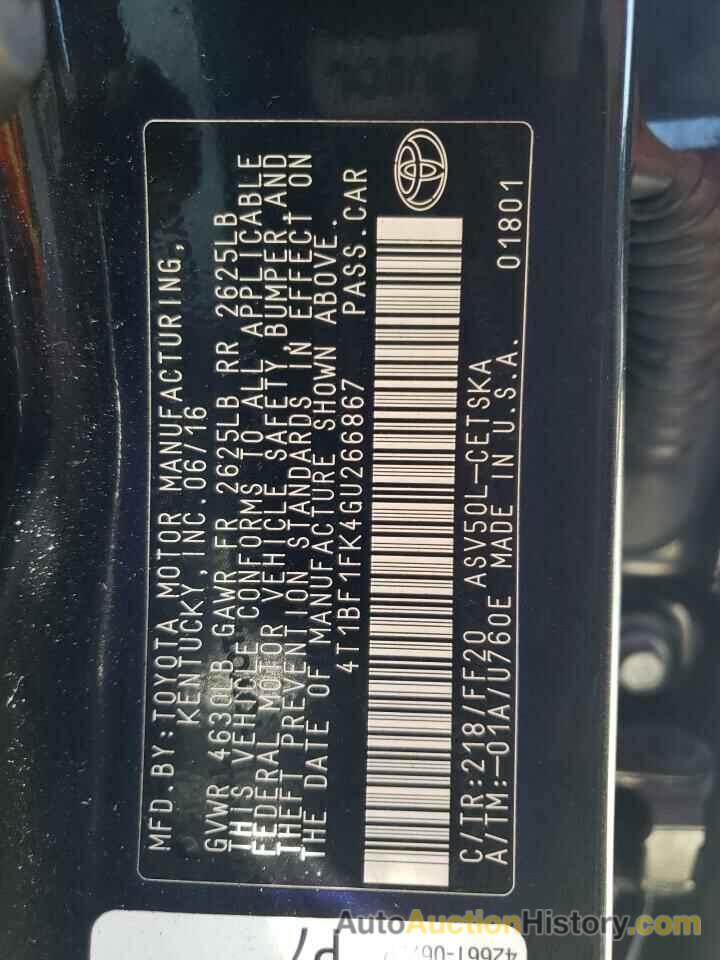 MFD.BY:TOYOTA MOTOR MANUFACTURING,
KENTUCKY, INC. 06/16
GVWR 4630LB GAWR FR 2625LB RR 2625LB
THIS VEHICLE CONFORMS TO ALL APPLICABLE
FEDERAL MOTOR VEHICLE SAFETY, BUMPER, AND
THEFT PREVENTION STANDARDS IN EFFECT ON
THE DATE OF MANUFACTURE SHOWN ABOVE.
4T1BF1FK4GU266867 PASS.CAR
C/TR:218/FF20 ASV50L-CETSKA
A/TM:-01A/U760E MADE IN U.S.A. 01801
AutoAuctionHistory.com